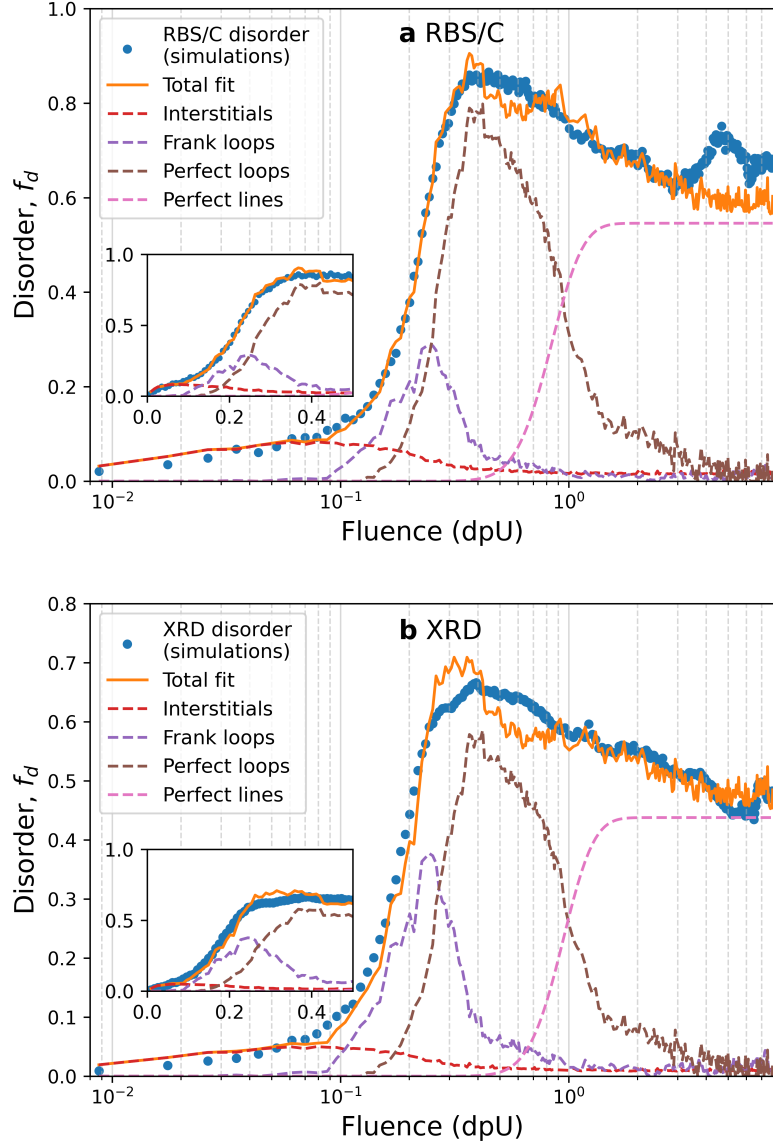 a RBS/C
RBS/C disorder
(simulations)
Total fit
Interstitials
Frank loops
Perfect loops
Perfect lines
Disorder, f_d
1.0
0.8
0.6
0.4
0.2
0.0
1.0
0.5
0.0
0.0 0.2 0.4
10⁻² 10⁻¹ 10⁰
Fluence (dpU)
b XRD
XRD disorder
(simulations)
Total fit
Interstitials
Frank loops
Perfect loops
Perfect lines
Disorder, f_d
0.8
0.7
0.6
0.5
0.4
0.3
0.2
0.1
0.0
1.0
0.5
0.0
0.0 0.2 0.4
10⁻² 10⁻¹ 10⁰
Fluence (dpU)